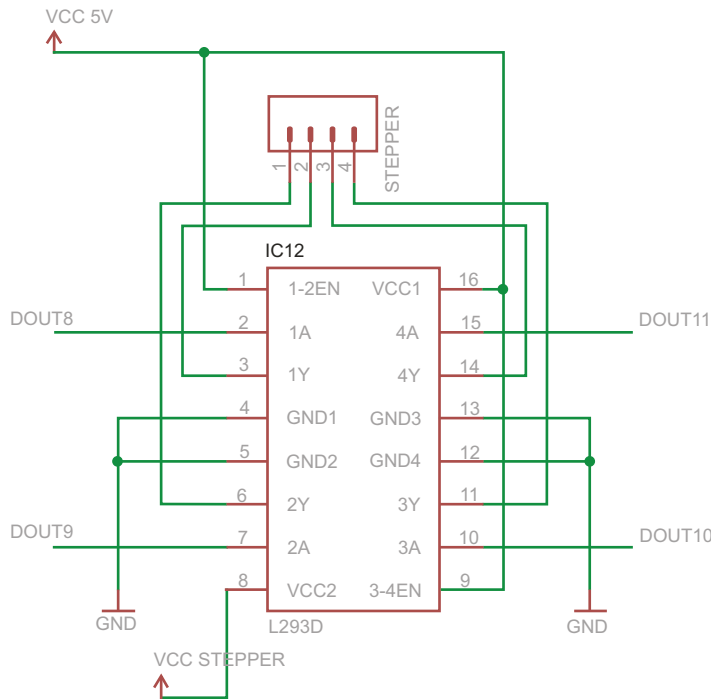 VCC 5V
1
2
3
4
STEPPER
IC12
1
1-2EN
VCC1
16
DOUT8
2
1A
4A
15
DOUT11
3
1Y
4Y
14
4
GND1
GND3
13
5
GND2
GND4
12
6
2Y
3Y
11
DOUT9
7
2A
3A
10
DOUT10
8
VCC2
3-4EN
9
GND
L293D
GND
VCC STEPPER